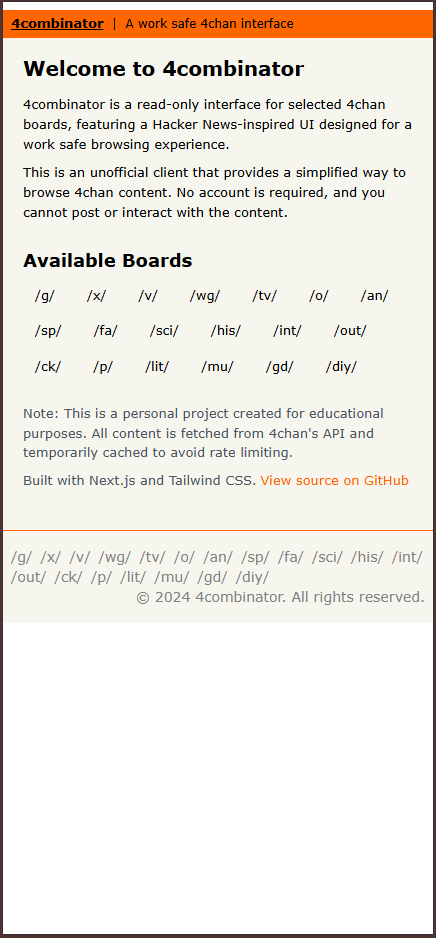 4combinator | A work safe 4chan interface
Welcome to 4combinator
4combinator is a read-only interface for selected 4chan
boards, featuring a Hacker News-inspired UI designed for a
work safe browsing experience.
This is an unofficial client that provides a simplified way to
browse 4chan content. No account is required, and you
cannot post or interact with the content.
Available Boards
/g/ /x/ /v/ /wg/ /tv/ /o/ /an/
/sp/ /fa/ /sci/ /his/ /int/ /out/
/ck/ /p/ /lit/ /mu/ /gd/ /diy/
Note: This is a personal project created for educational
purposes. All content is fetched from 4chan's API and
temporarily cached to avoid rate limiting.
Built with Next.js and Tailwind CSS. View source on GitHub
/g/ /x/ /v/ /wg/ /tv/ /o/ /an/ /sp/ /fa/ /sci/ /his/ /int/
/out/ /ck/ /p/ /lit/ /mu/ /gd/ /diy/
© 2024 4combinator. All rights reserved.